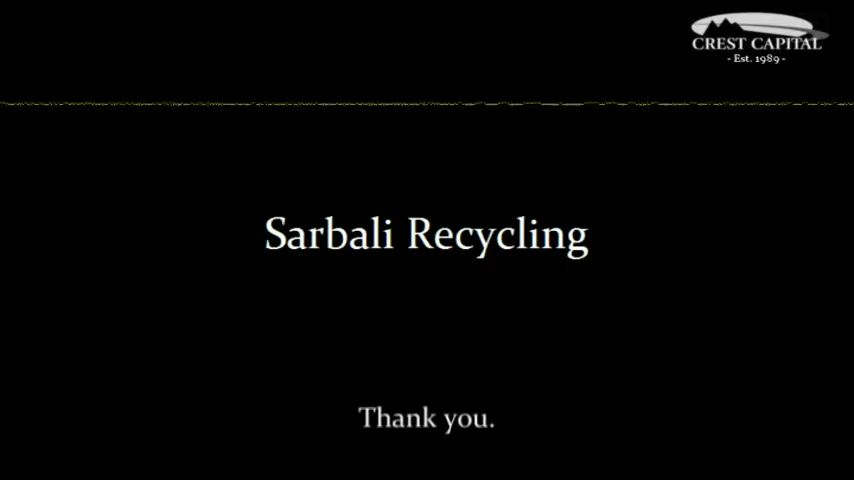 CREST CAPITAL
- Est. 1989 -
Sarbali Recycling
Thank you.